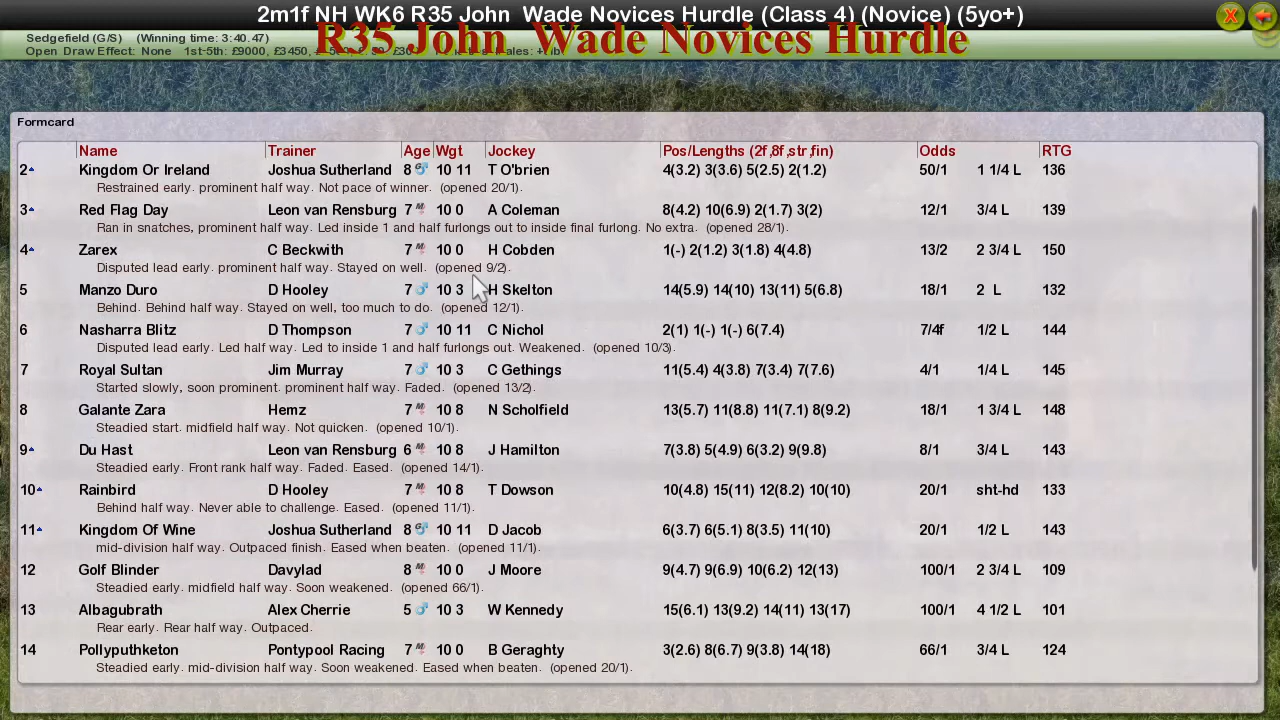 2m1f NH WK6 R35 John Wade Novices Hurdle (Class 4) (Novice) (5yo+)
R35 John Wade Novices Hurdle
Sedgefield (G/S) (Winning time: 3:40.47)
Open Draw Effect: None 1st-5th: £9000, £3450,
Formcard
Name Trainer Age Wgt Jockey Pos/Lengths (2f,8f,str,fin) Odds RTG
2 Kingdom Or Ireland Joshua Sutherland 8 10 11 T O'brien 4(3.2) 3(3.6) 5(2.5) 2(1.2) 50/1 1 1/4 L 136
Restrained early. prominent half way. Not pace of winner. (opened 20/1).
3 Red Flag Day Leon van Rensburg 7 10 0 A Coleman 8(4.2) 10(6.9) 2(1.7) 3(2) 12/1 3/4 L 139
Ran in snatches, prominent half way. Led inside 1 and half furlongs out to inside final furlong. No extra. (opened 28/1).
4 Zarex C Beckwith 7 10 0 H Cobden 1(-) 2(1.2) 3(1.8) 4(4.8) 13/2 2 3/4 L 150
Disputed lead early. prominent half way. Stayed on well. (opened 9/2).
5 Manzo Duro D Hooley 7 10 3 H Skelton 14(5.9) 14(10) 13(11) 5(6.8) 18/1 2 L 132
Behind. Behind half way. Stayed on well, too much to do. (opened 12/1).
6 Nasharra Blitz D Thompson 7 10 11 C Nichol 2(1) 1(-) 1(-) 6(7.4) 7/4f 1/2 L 144
Disputed lead early. Led half way. Led to inside 1 and half furlongs out. Weakened. (opened 10/3).
7 Royal Sultan Jim Murray 7 10 3 C Gethings 11(5.4) 4(3.8) 7(3.4) 7(7.6) 4/1 1/4 L 145
Started slowly, soon prominent. prominent half way. Faded. (opened 13/2).
8 Galante Zara Hemz 7 10 8 N Scholfield 13(5.7) 11(8.8) 11(7.1) 8(9.2) 18/1 1 3/4 L 148
Steadied start. midfield half way. Not quicken. (opened 10/1).
9 Du Hast Leon van Rensburg 6 10 8 J Hamilton 7(3.8) 5(4.9) 6(3.2) 9(9.8) 8/1 3/4 L 143
Steadied early. Front rank half way. Faded. Eased. (opened 14/1).
10 Rainbird D Hooley 7 10 8 T Dowson 10(4.8) 15(11) 12(8.2) 10(10) 20/1 sht-hd 133
Behind half way. Never able to challenge. Eased. (opened 11/1).
11 Kingdom Of Wine Joshua Sutherland 8 10 11 D Jacob 6(3.7) 6(5.1) 8(3.5) 11(10) 20/1 1/2 L 143
mid-division half way. Outpaced finish. Eased when beaten. (opened 11/1).
12 Golf Blinder Davylad 8 10 0 J Moore 9(4.7) 9(6.9) 10(6.2) 12(13) 100/1 2 3/4 L 109
Steadied early. midfield half way. Soon weakened. (opened 66/1).
13 Albagubrath Alex Cherrie 5 10 3 W Kennedy 15(6.1) 13(9.2) 14(11) 13(17) 100/1 4 1/2 L 101
Rear early. Rear half way. Outpaced.
14 Pollyputhketon Pontypool Racing 7 10 0 B Geraghty 3(2.6) 8(6.7) 9(3.8) 14(18) 66/1 3/4 L 124
Steadied early. mid-division half way. Soon weakened. Eased when beaten. (opened 20/1).